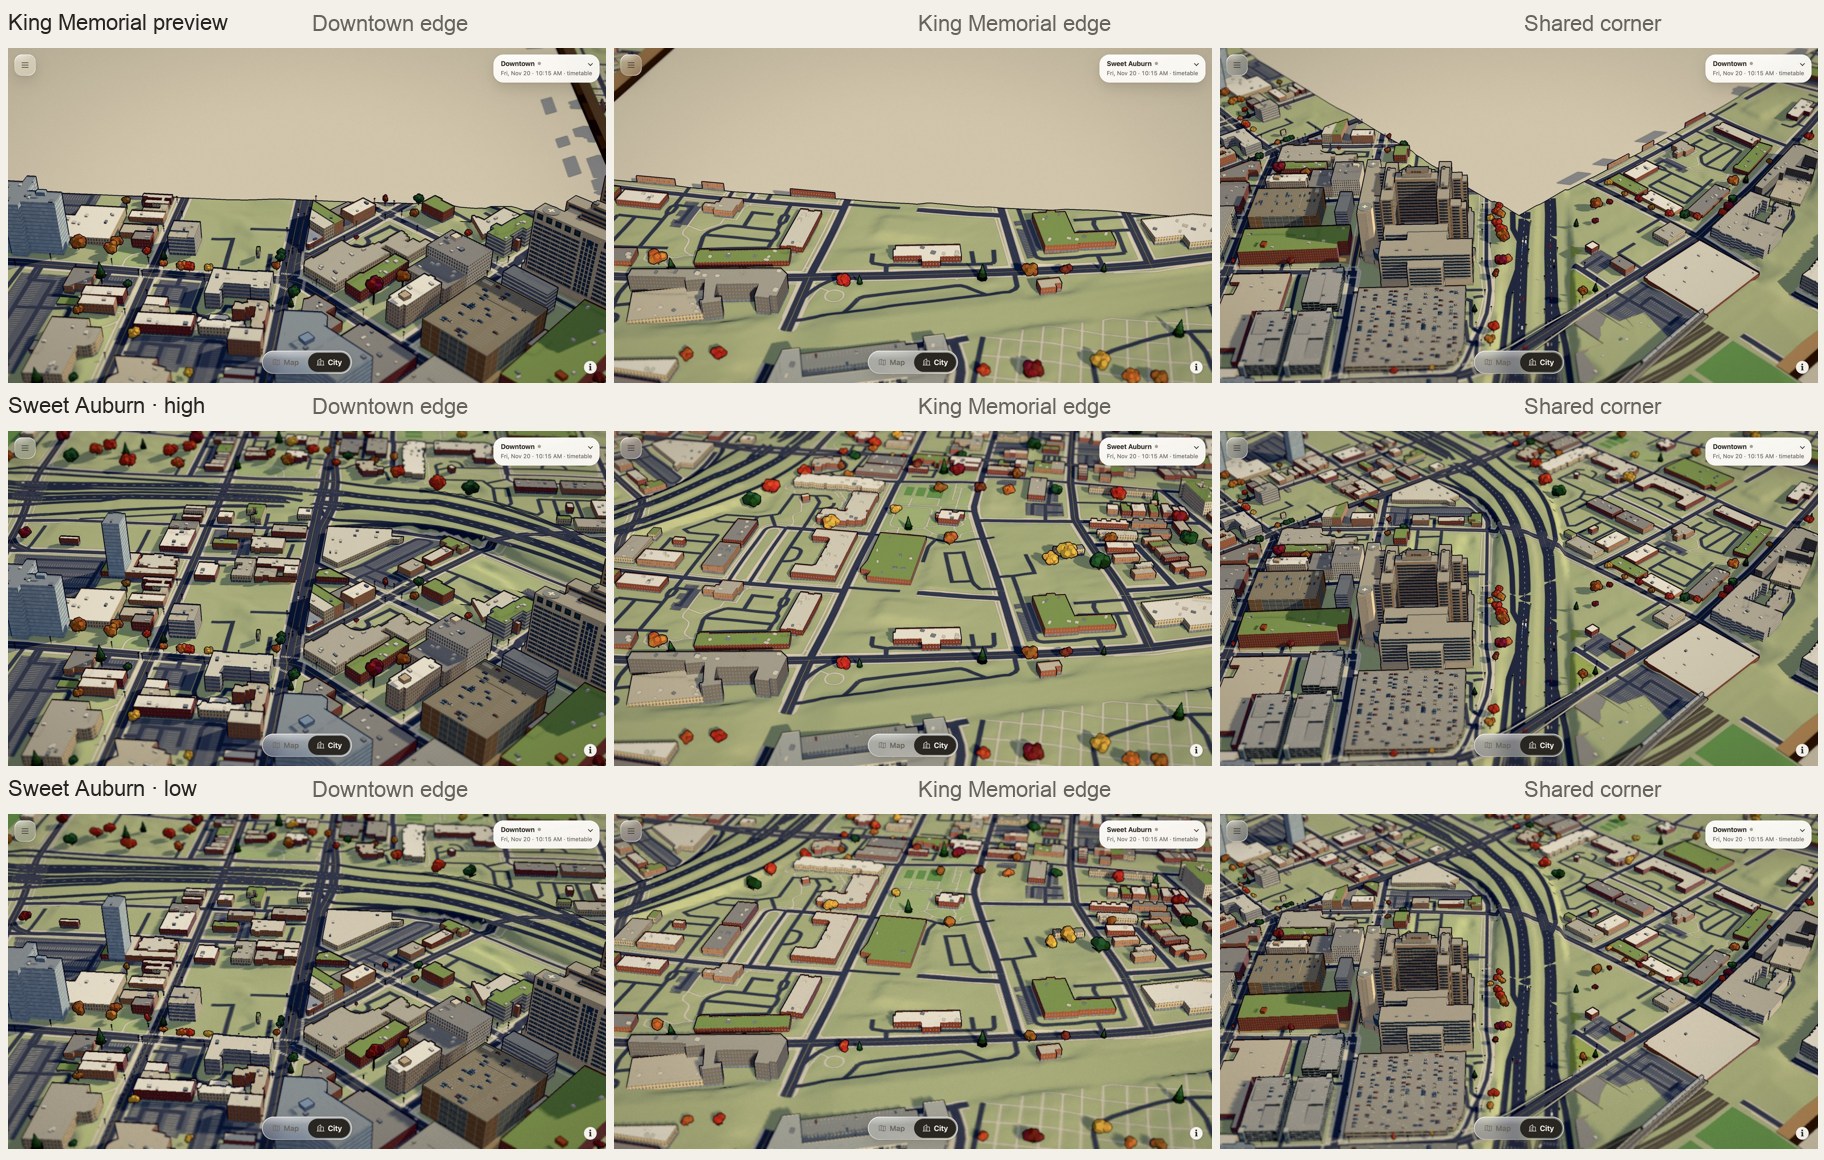 King Memorial preview
Downtown edge
King Memorial edge
Shared corner
Downtown
Fri, Nov 20 · 10:15 AM · timetable
Map
City
i
Sweet Auburn
Fri, Nov 20 · 10:15 AM · timetable
Map
City
i
Downtown
Fri, Nov 20 · 10:15 AM · timetable
Map
City
i
Sweet Auburn · high
Downtown edge
King Memorial edge
Shared corner
Downtown
Fri, Nov 20 · 10:15 AM · timetable
Map
City
i
Sweet Auburn
Fri, Nov 20 · 10:15 AM · timetable
Map
City
i
Downtown
Fri, Nov 20 · 10:15 AM · timetable
Map
City
i
Sweet Auburn · low
Downtown edge
King Memorial edge
Shared corner
Downtown
Fri, Nov 20 · 10:15 AM · timetable
Map
City
i
Sweet Auburn
Fri, Nov 20 · 10:15 AM · timetable
Map
City
i
Downtown
Fri, Nov 20 · 10:15 AM · timetable
Map
City
i